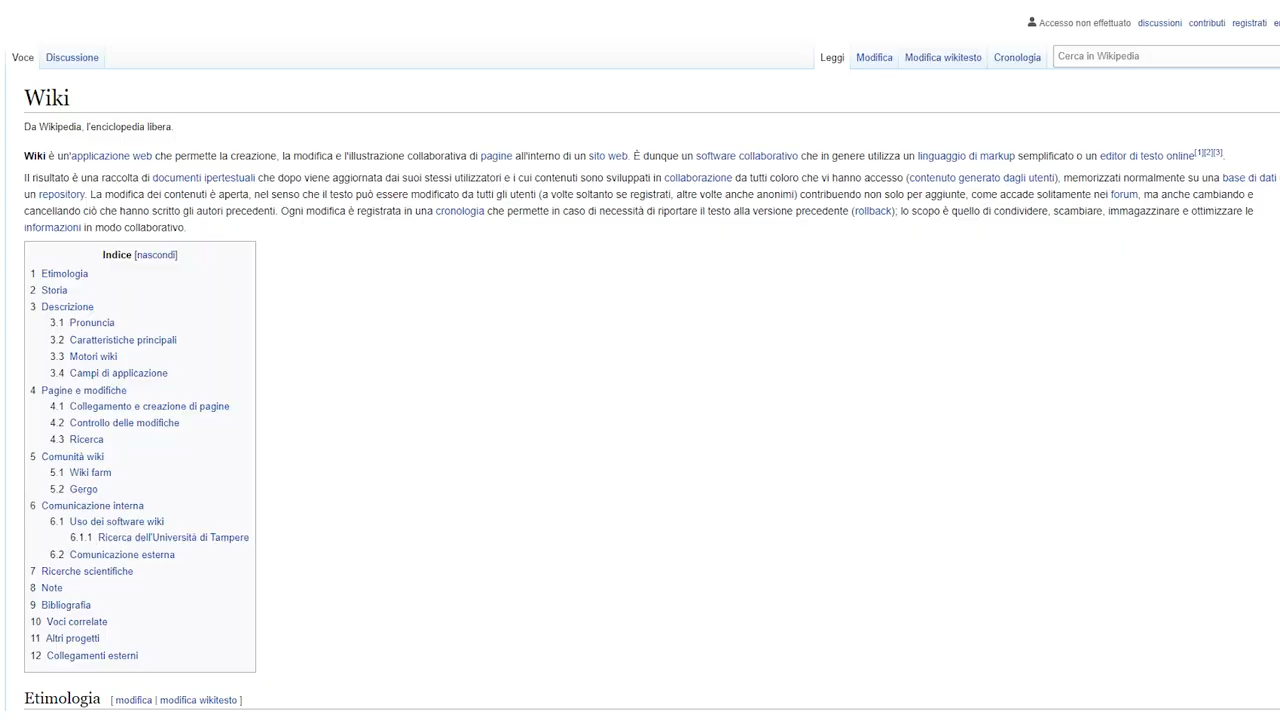 Accesso non effettuato discussioni contributi registrati
Voce Discussione Leggi Modifica Modifica wikitesto Cronologia Cerca in Wikipedia
Wiki
Da Wikipedia, l'enciclopedia libera.
Wiki è un'applicazione web che permette la creazione, la modifica e l'illustrazione collaborativa di pagine all'interno di un sito web. È dunque un software collaborativo che in genere utilizza un linguaggio di markup semplificato o un editor di testo online[1][2][3].
Il risultato è una raccolta di documenti ipertestuali che dopo viene aggiornata dai suoi stessi utilizzatori e i cui contenuti sono sviluppati in collaborazione da tutti coloro che vi hanno accesso (contenuto generato dagli utenti), memorizzati normalmente su una base di dati
un repository. La modifica dei contenuti è aperta, nel senso che il testo può essere modificato da tutti gli utenti (a volte soltanto se registrati, altre volte anche anonimi) contribuendo non solo per aggiunte, come accade solitamente nei forum, ma anche cambiando e
cancellando ciò che hanno scritto gli autori precedenti. Ogni modifica è registrata in una cronologia che permette in caso di necessità di riportare il testo alla versione precedente (rollback); lo scopo è quello di condividere, scambiare, immagazzinare e ottimizzare le
informazioni in modo collaborativo.
Indice [nascondi]
1 Etimologia
2 Storia
3 Descrizione
3.1 Pronuncia
3.2 Caratteristiche principali
3.3 Motori wiki
3.4 Campi di applicazione
4 Pagine e modifiche
4.1 Collegamento e creazione di pagine
4.2 Controllo delle modifiche
4.3 Ricerca
5 Comunità wiki
5.1 Wiki farm
5.2 Gergo
6 Comunicazione interna
6.1 Uso dei software wiki
6.1.1 Ricerca dell'Università di Tampere
6.2 Comunicazione esterna
7 Ricerche scientifiche
8 Note
9 Bibliografia
10 Voci correlate
11 Altri progetti
12 Collegamenti esterni
Etimologia [ modifica | modifica wikitesto ]